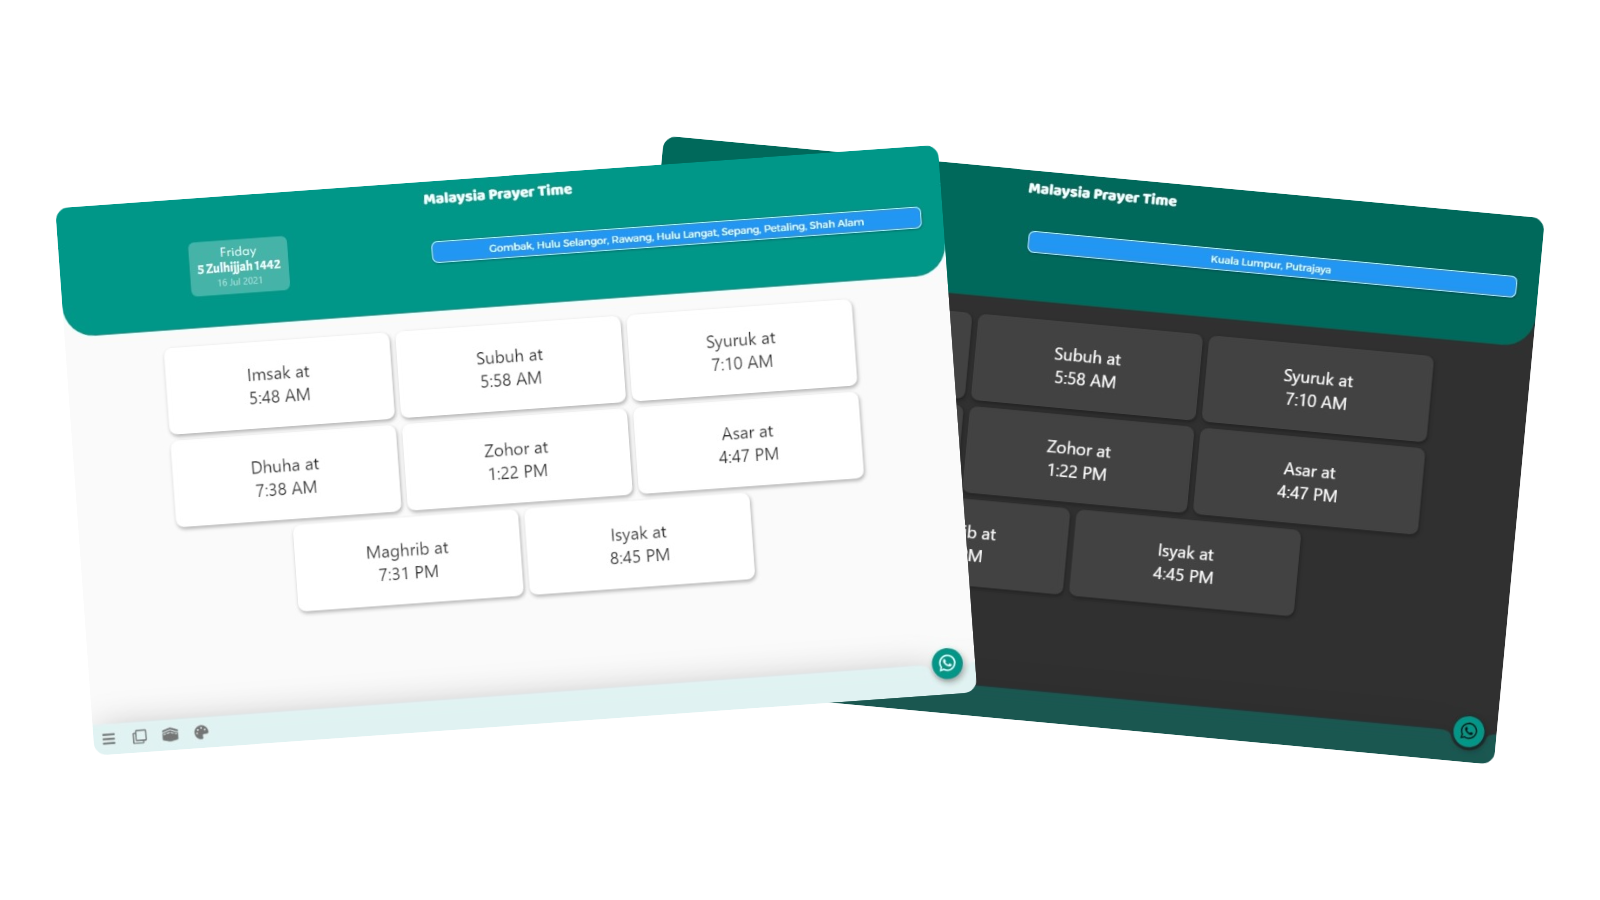 Malaysia Prayer Time
Gombak, Hulu Selangor, Rawang, Hulu Langat, Sepang, Petaling, Shah Alam
Friday
5 Zulhijjah 1442
16 Jul 2021
Imsak at
5:48 AM
Subuh at
5:58 AM
Syuruk at
7:10 AM
Dhuha at
7:38 AM
Zohor at
1:22 PM
Asar at
4:47 PM
Maghrib at
7:31 PM
Isyak at
8:45 PM
Malaysia Prayer Time
Kuala Lumpur, Putrajaya
Subuh at
5:58 AM
Syuruk at
7:10 AM
Zohor at
1:22 PM
Asar at
4:47 PM
ib at
M
Isyak at
4:45 PM